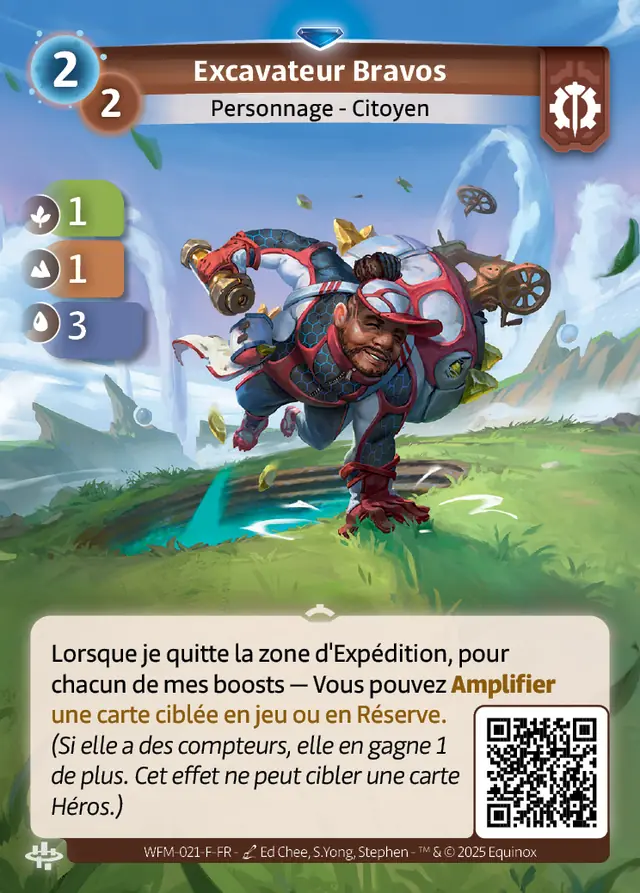 2
Excavateur Bravos
2
Personnage - Citoyen
1
1
3
Lorsque je quitte la zone d'Expédition, pour
chacun de mes boosts — Vous pouvez Amplifier
une carte ciblée en jeu ou en Réserve.
(Si elle a des compteurs, elle en gagne 1
de plus. Cet effet ne peut cibler une carte
Héros.)
WFM-021-F-FR - Ed Chee, S.Yong, Stephen - ™ & © 2025 Equinox